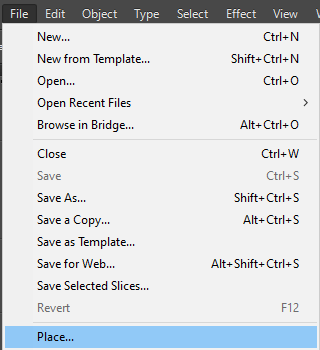 File Edit Object Type Select Effect View
New... Ctrl+N
New from Template... Shift+Ctrl+N
Open... Ctrl+O
Open Recent Files
Browse in Bridge... Alt+Ctrl+O
Close Ctrl+W
Save Ctrl+S
Save As... Shift+Ctrl+S
Save a Copy... Alt+Ctrl+S
Save as Template...
Save for Web... Alt+Shift+Ctrl+S
Save Selected Slices...
Revert F12
Place...